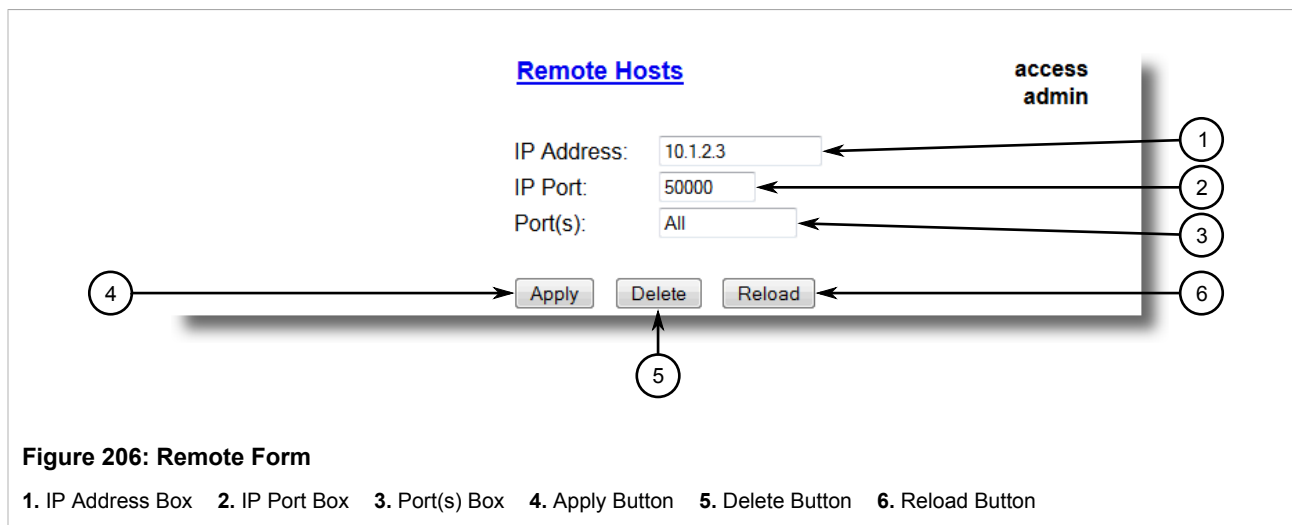 Remote Hosts
access
admin
IP Address: 10.1.2.3
1
IP Port: 50000
2
Port(s): All
3
4
Apply Delete Reload
6
5
Figure 206: Remote Form
1. IP Address Box 2. IP Port Box 3. Port(s) Box 4. Apply Button 5. Delete Button 6. Reload Button